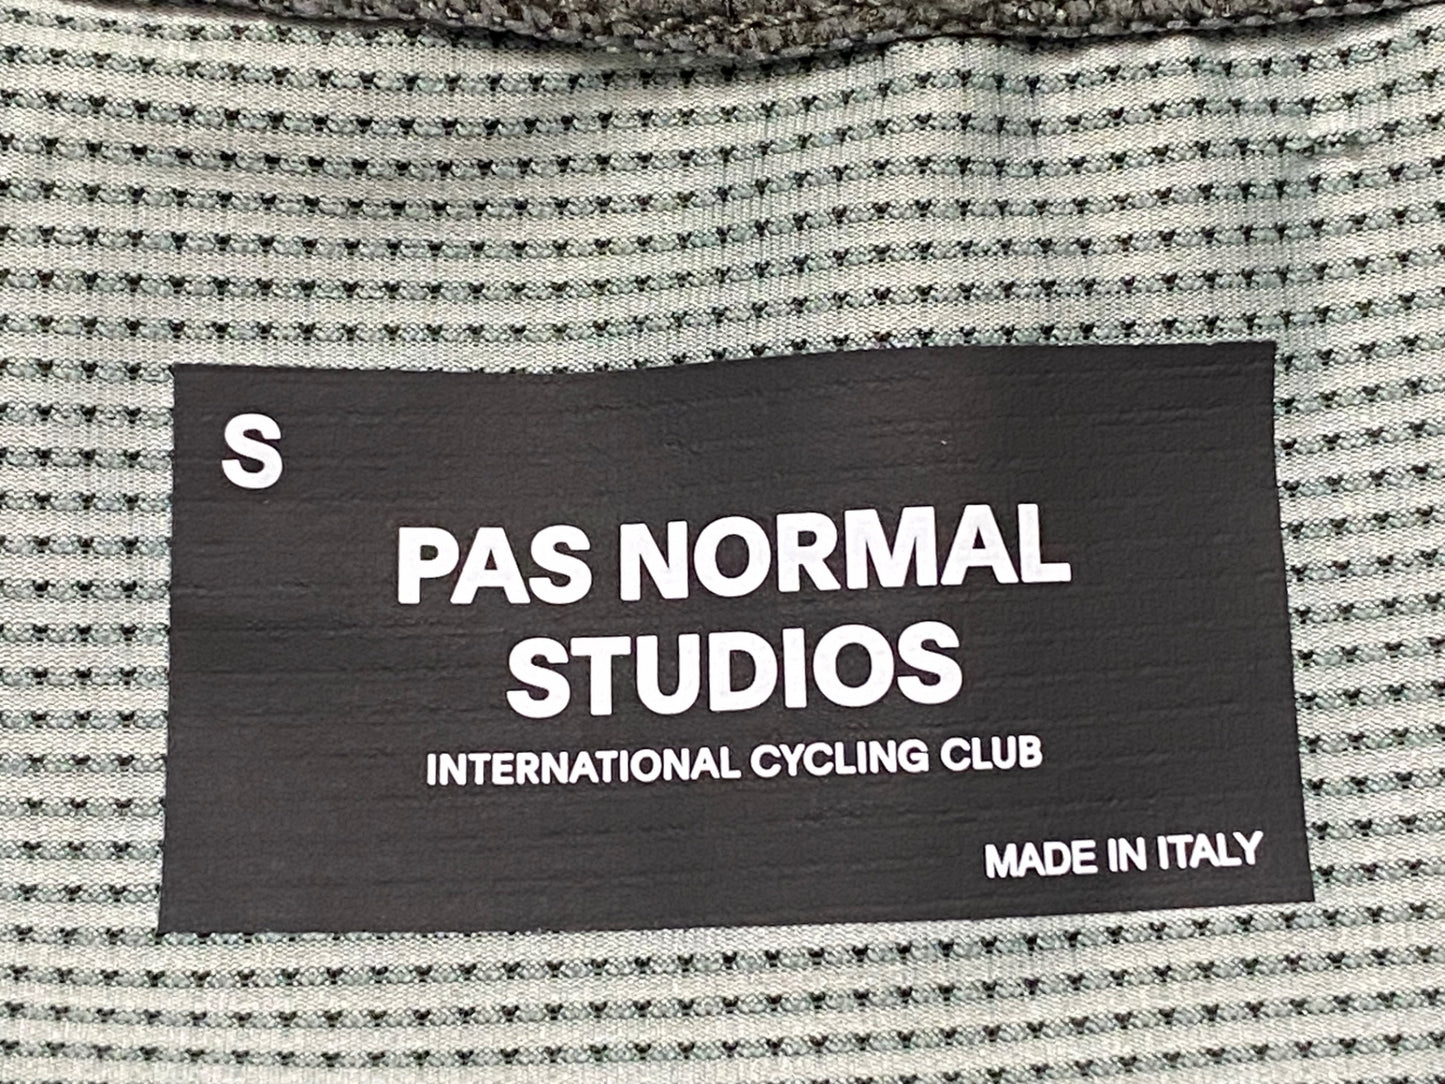 S
PAS NORMAL
STUDIOS
INTERNATIONAL CYCLING CLUB
MADE IN ITALY